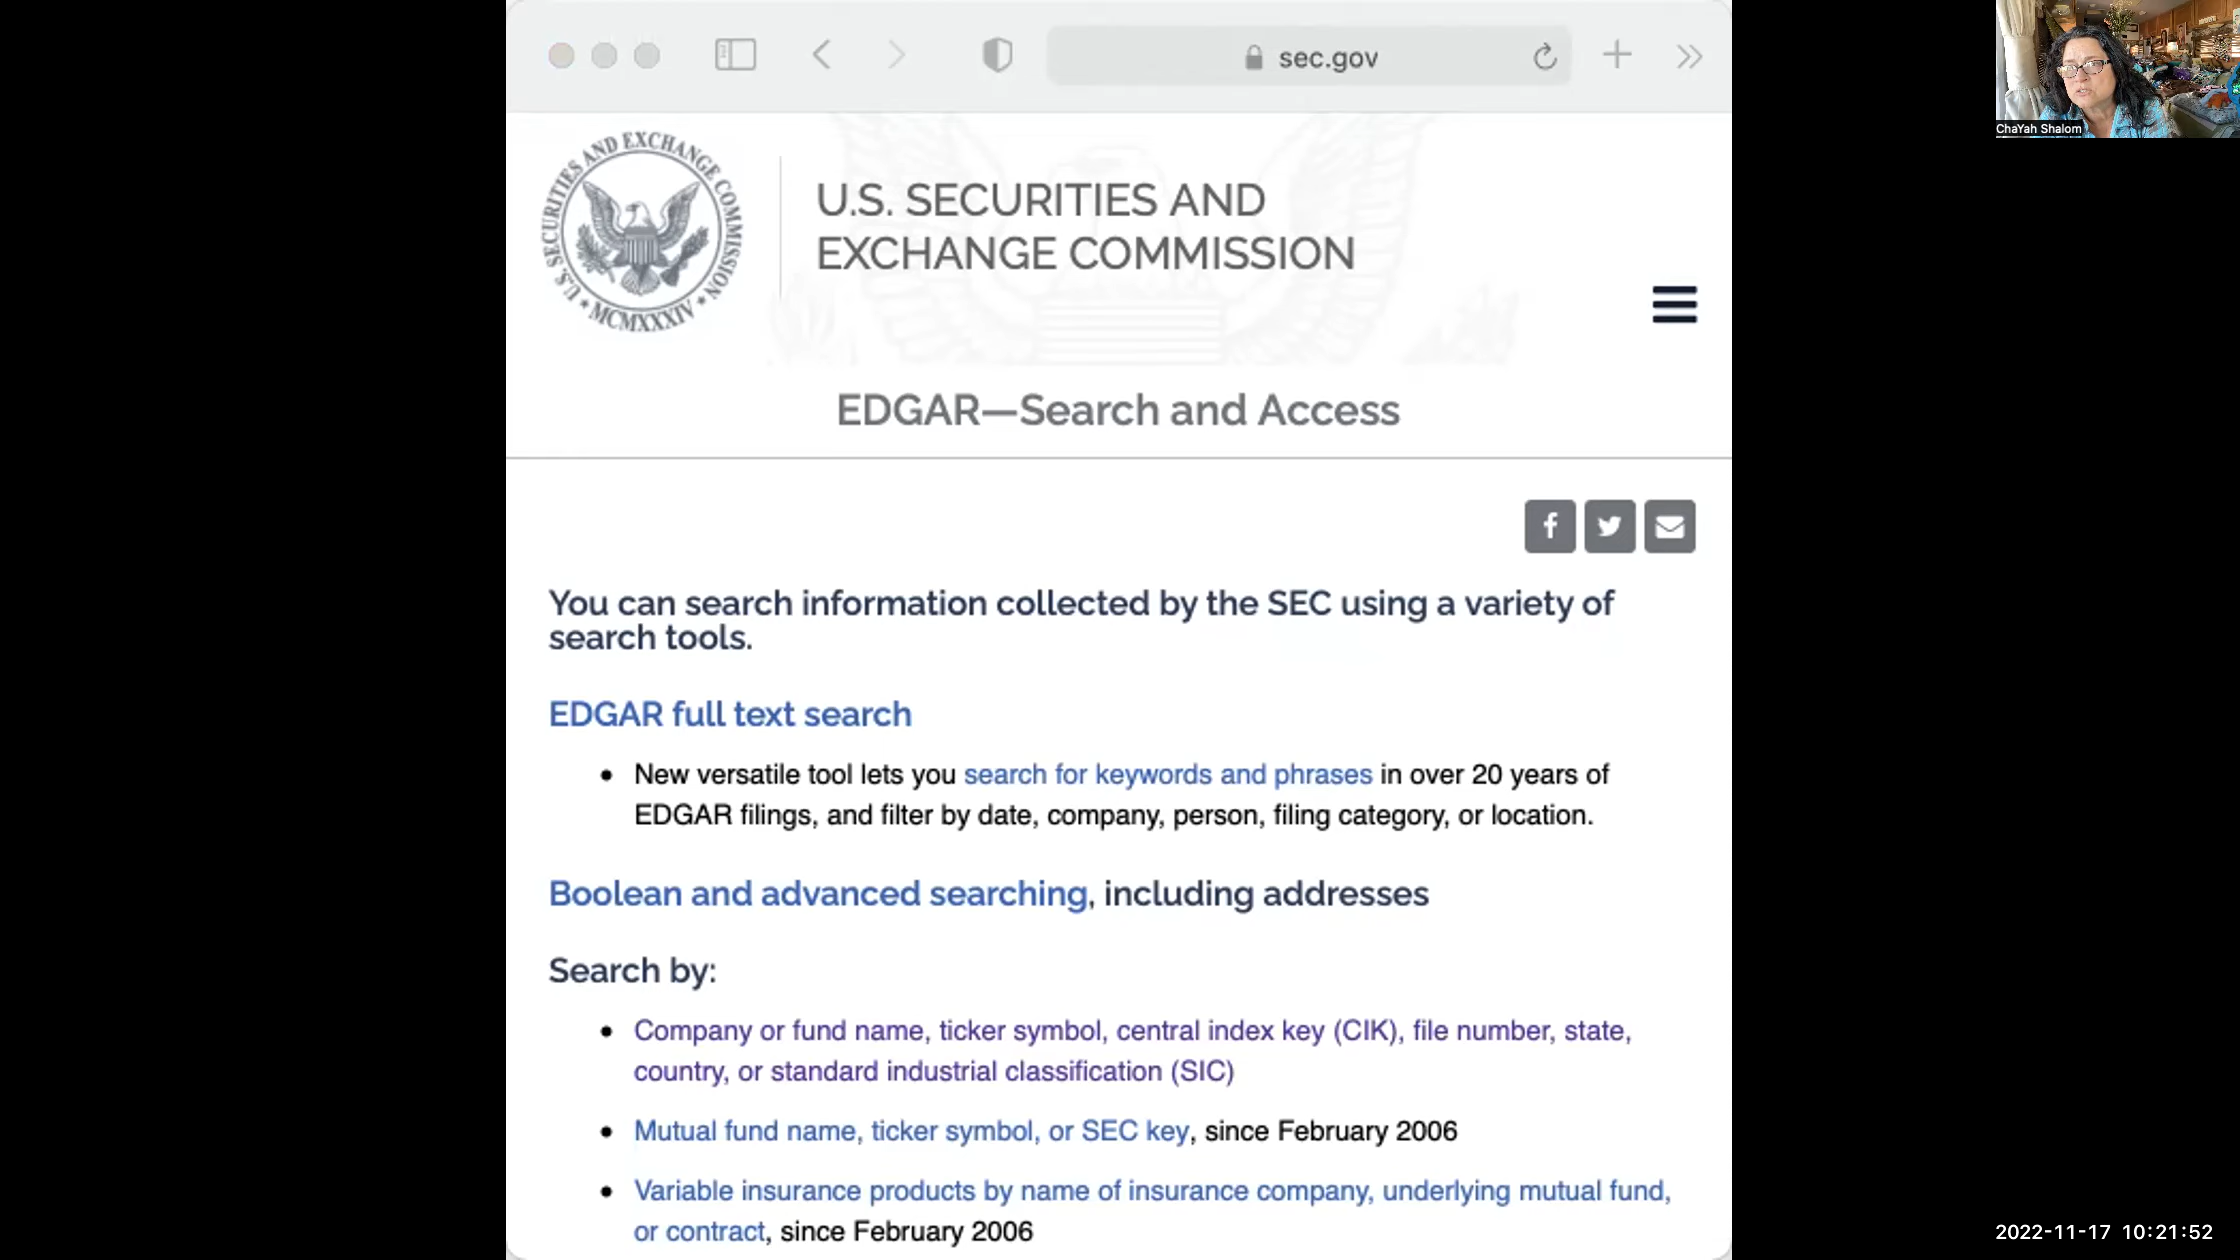 sec.gov
U.S. SECURITIES AND EXCHANGE COMMISSION
MCMXXXIV
U.S. SECURITIES AND
EXCHANGE COMMISSION
EDGAR—Search and Access
You can search information collected by the SEC using a variety of
search tools.
EDGAR full text search
• New versatile tool lets you search for keywords and phrases in over 20 years of
EDGAR filings, and filter by date, company, person, filing category, or location.
Boolean and advanced searching, including addresses
Search by:
• Company or fund name, ticker symbol, central index key (CIK), file number, state,
country, or standard industrial classification (SIC)
• Mutual fund name, ticker symbol, or SEC key, since February 2006
• Variable insurance products by name of insurance company, underlying mutual fund,
or contract, since February 2006
ChaYah Shalom
2022-11-17 10:21:52